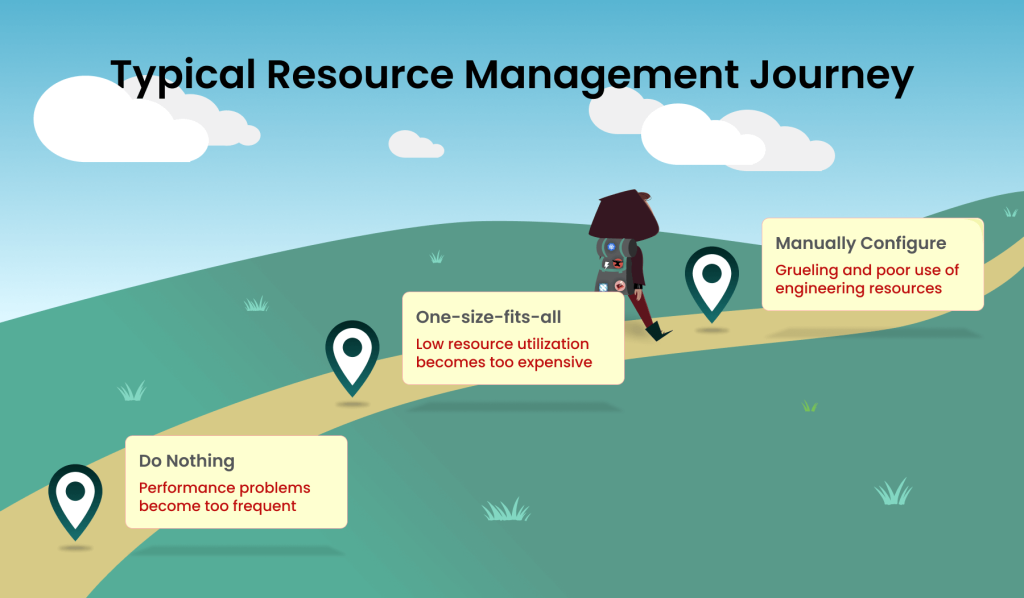 Typical Resource Management Journey
Manually Configure
Grueling and poor use of
engineering resources
One-size-fits-all
Low resource utilization
becomes too expensive
Do Nothing
Performance problems
become too frequent